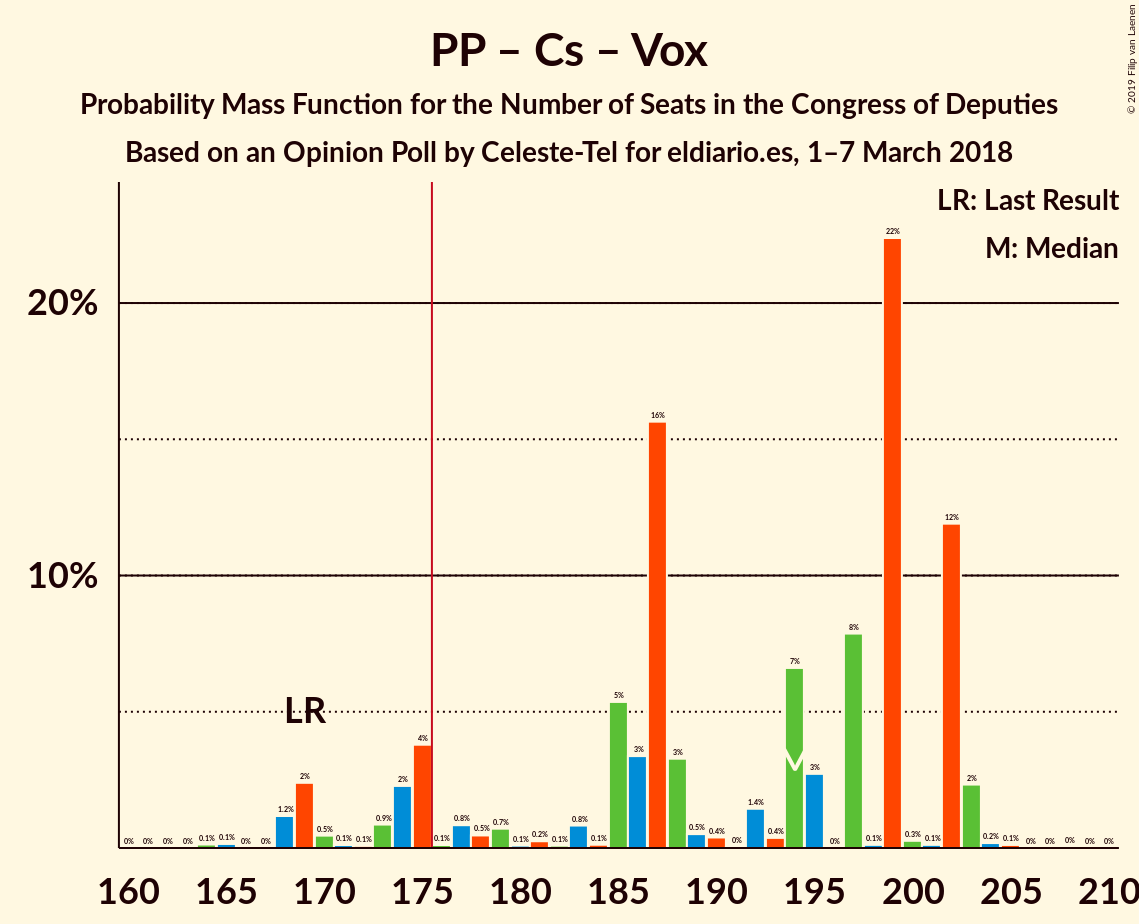 PP – Cs – Vox
Probability Mass Function for the Number of Seats in the Congress of Deputies
Based on an Opinion Poll by Celeste-Tel for eldiario.es, 1–7 March 2018
© 2019 Filip van Laenen
LR: Last Result
M: Median
20%
10%
LR
0% 0% 0% 0% 0.1% 0.1% 0% 0% 1.2% 2% 0.5% 0.1% 0.1% 0.9% 2% 4% 0.1% 0.8% 0.5% 0.7% 0.1% 0.2% 0.1% 0.8% 0.1% 5% 3% 16% 3% 0.5% 0.4% 0% 1.4% 0.4% 7% 3% 0% 8% 0.1% 22% 0.3% 0.1% 12% 2% 0.2% 0.1% 0% 0% 0% 0% 0%
160 165 170 175 180 185 190 195 200 205 210